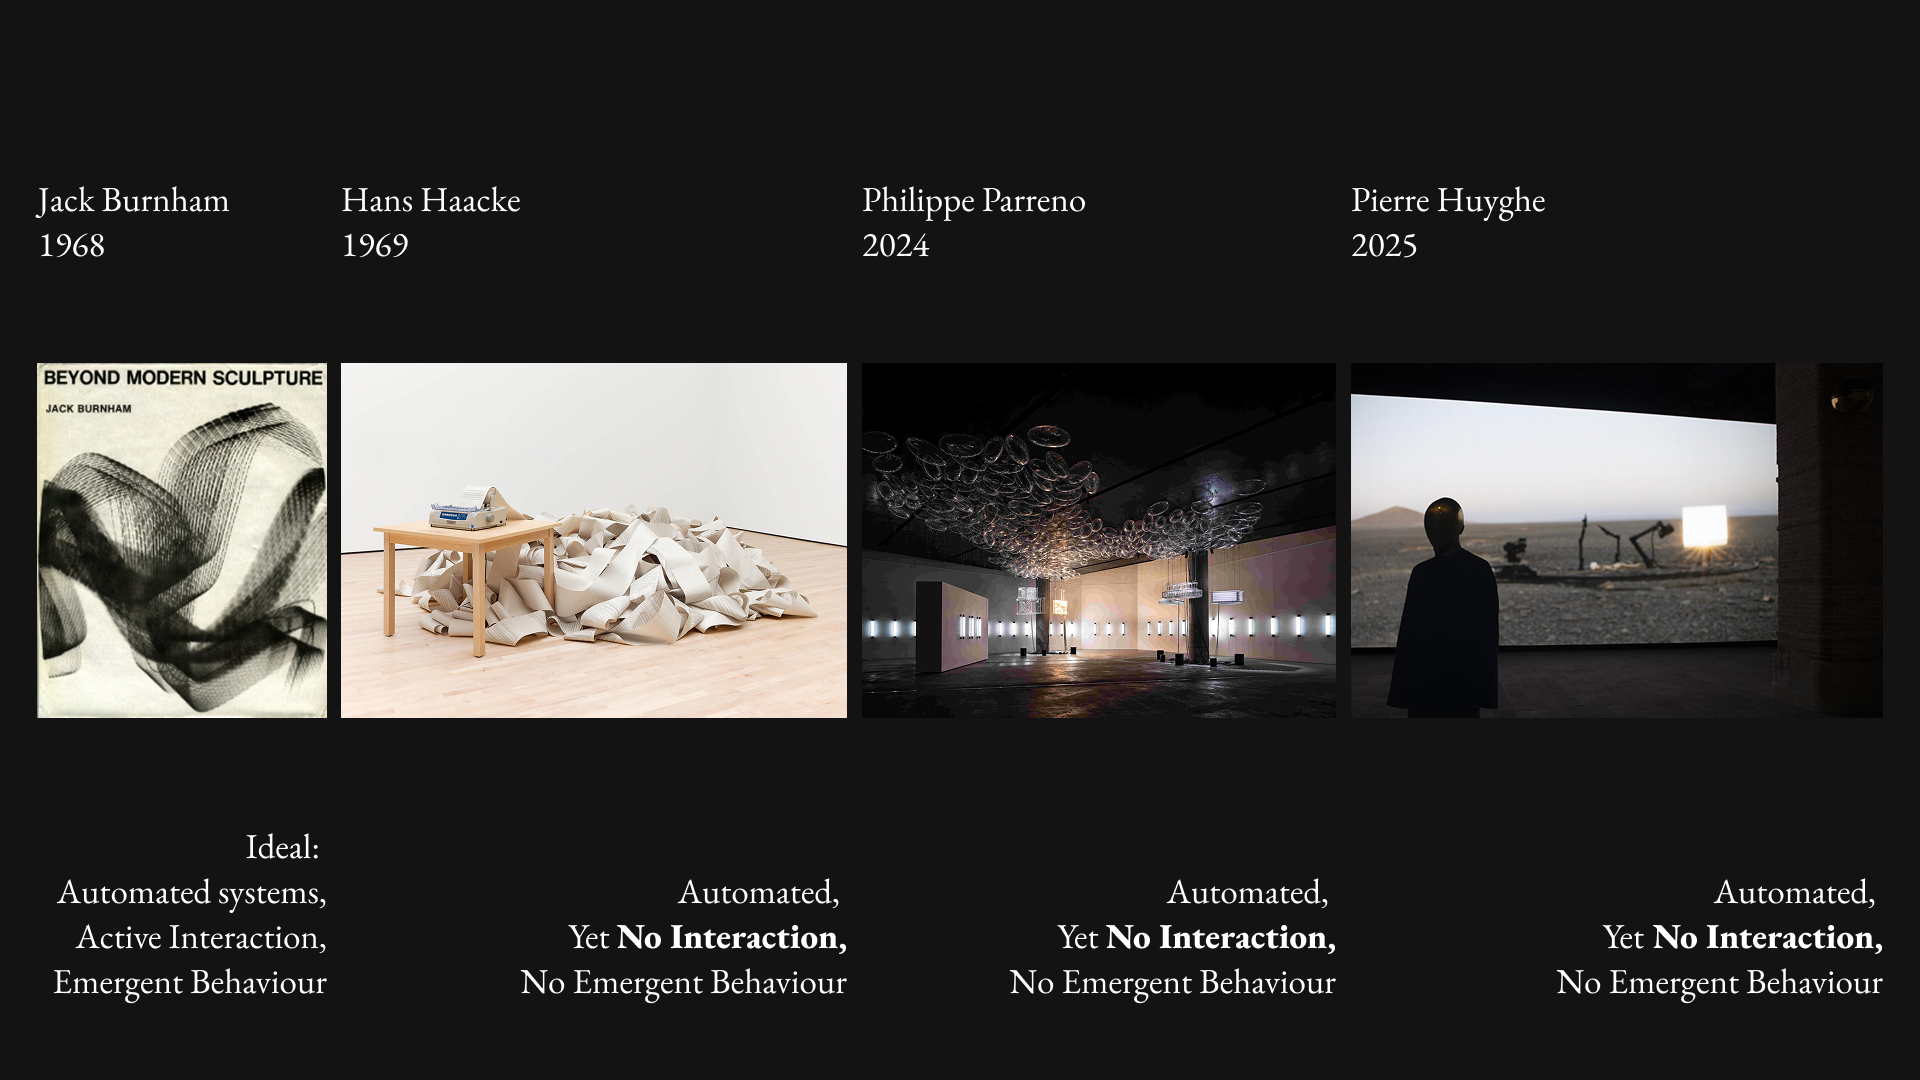 Jack Burnham
1968
Hans Haacke
1969
Philippe Parreno
2024
Pierre Huyghe
2025
BEYOND MODERN SCULPTURE
JACK BURNHAM
Ideal:
Automated systems,
Active Interaction,
Emergent Behaviour
Automated,
Yet No Interaction,
No Emergent Behaviour
Automated,
Yet No Interaction,
No Emergent Behaviour
Automated,
Yet No Interaction,
No Emergent Behaviour